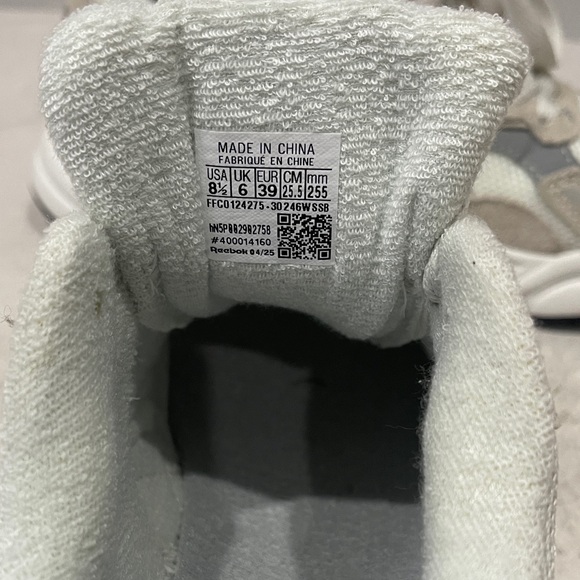 MADE IN CHINA
FABRIQUÉ EN CHINE
USA UK EUR CM mm
8½ 6 39 25.5 255
FFC0124275-30246WSSB
hN5P002902758
#400014160
Reebok 04/25